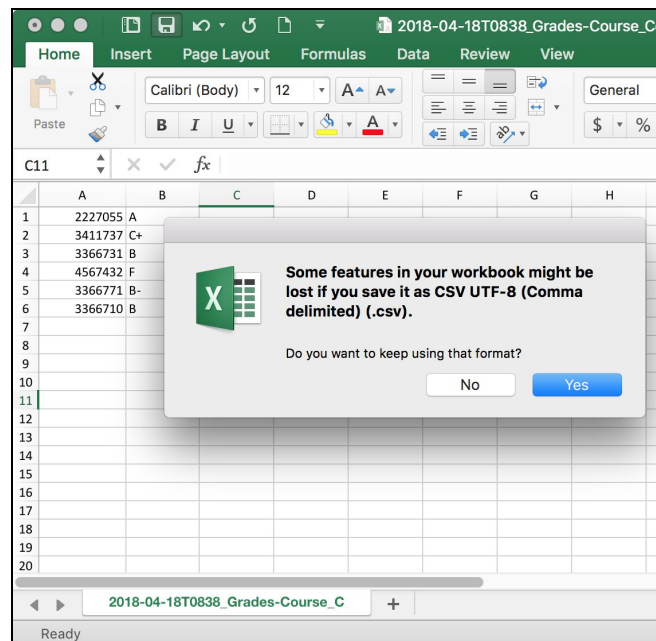 2018-04-18T0838_Grades-Course_C
Home Insert Page Layout Formulas Data Review View
Paste
Calibri (Body) 12 A A
B I U A
General
$ %
C11 fx
A B C D E F G H
1 2227055 A
2 3411737 C+
3 3366731 B
4 4567432 F
5 3366771 B-
6 3366710 B
7
8
9
10
11
12
13
14
15
16
17
18
19
20
X
Some features in your workbook might be
lost if you save it as CSV UTF-8 (Comma
delimited) (.csv).
Do you want to keep using that format?
No Yes
2018-04-18T0838_Grades-Course_C +
Ready